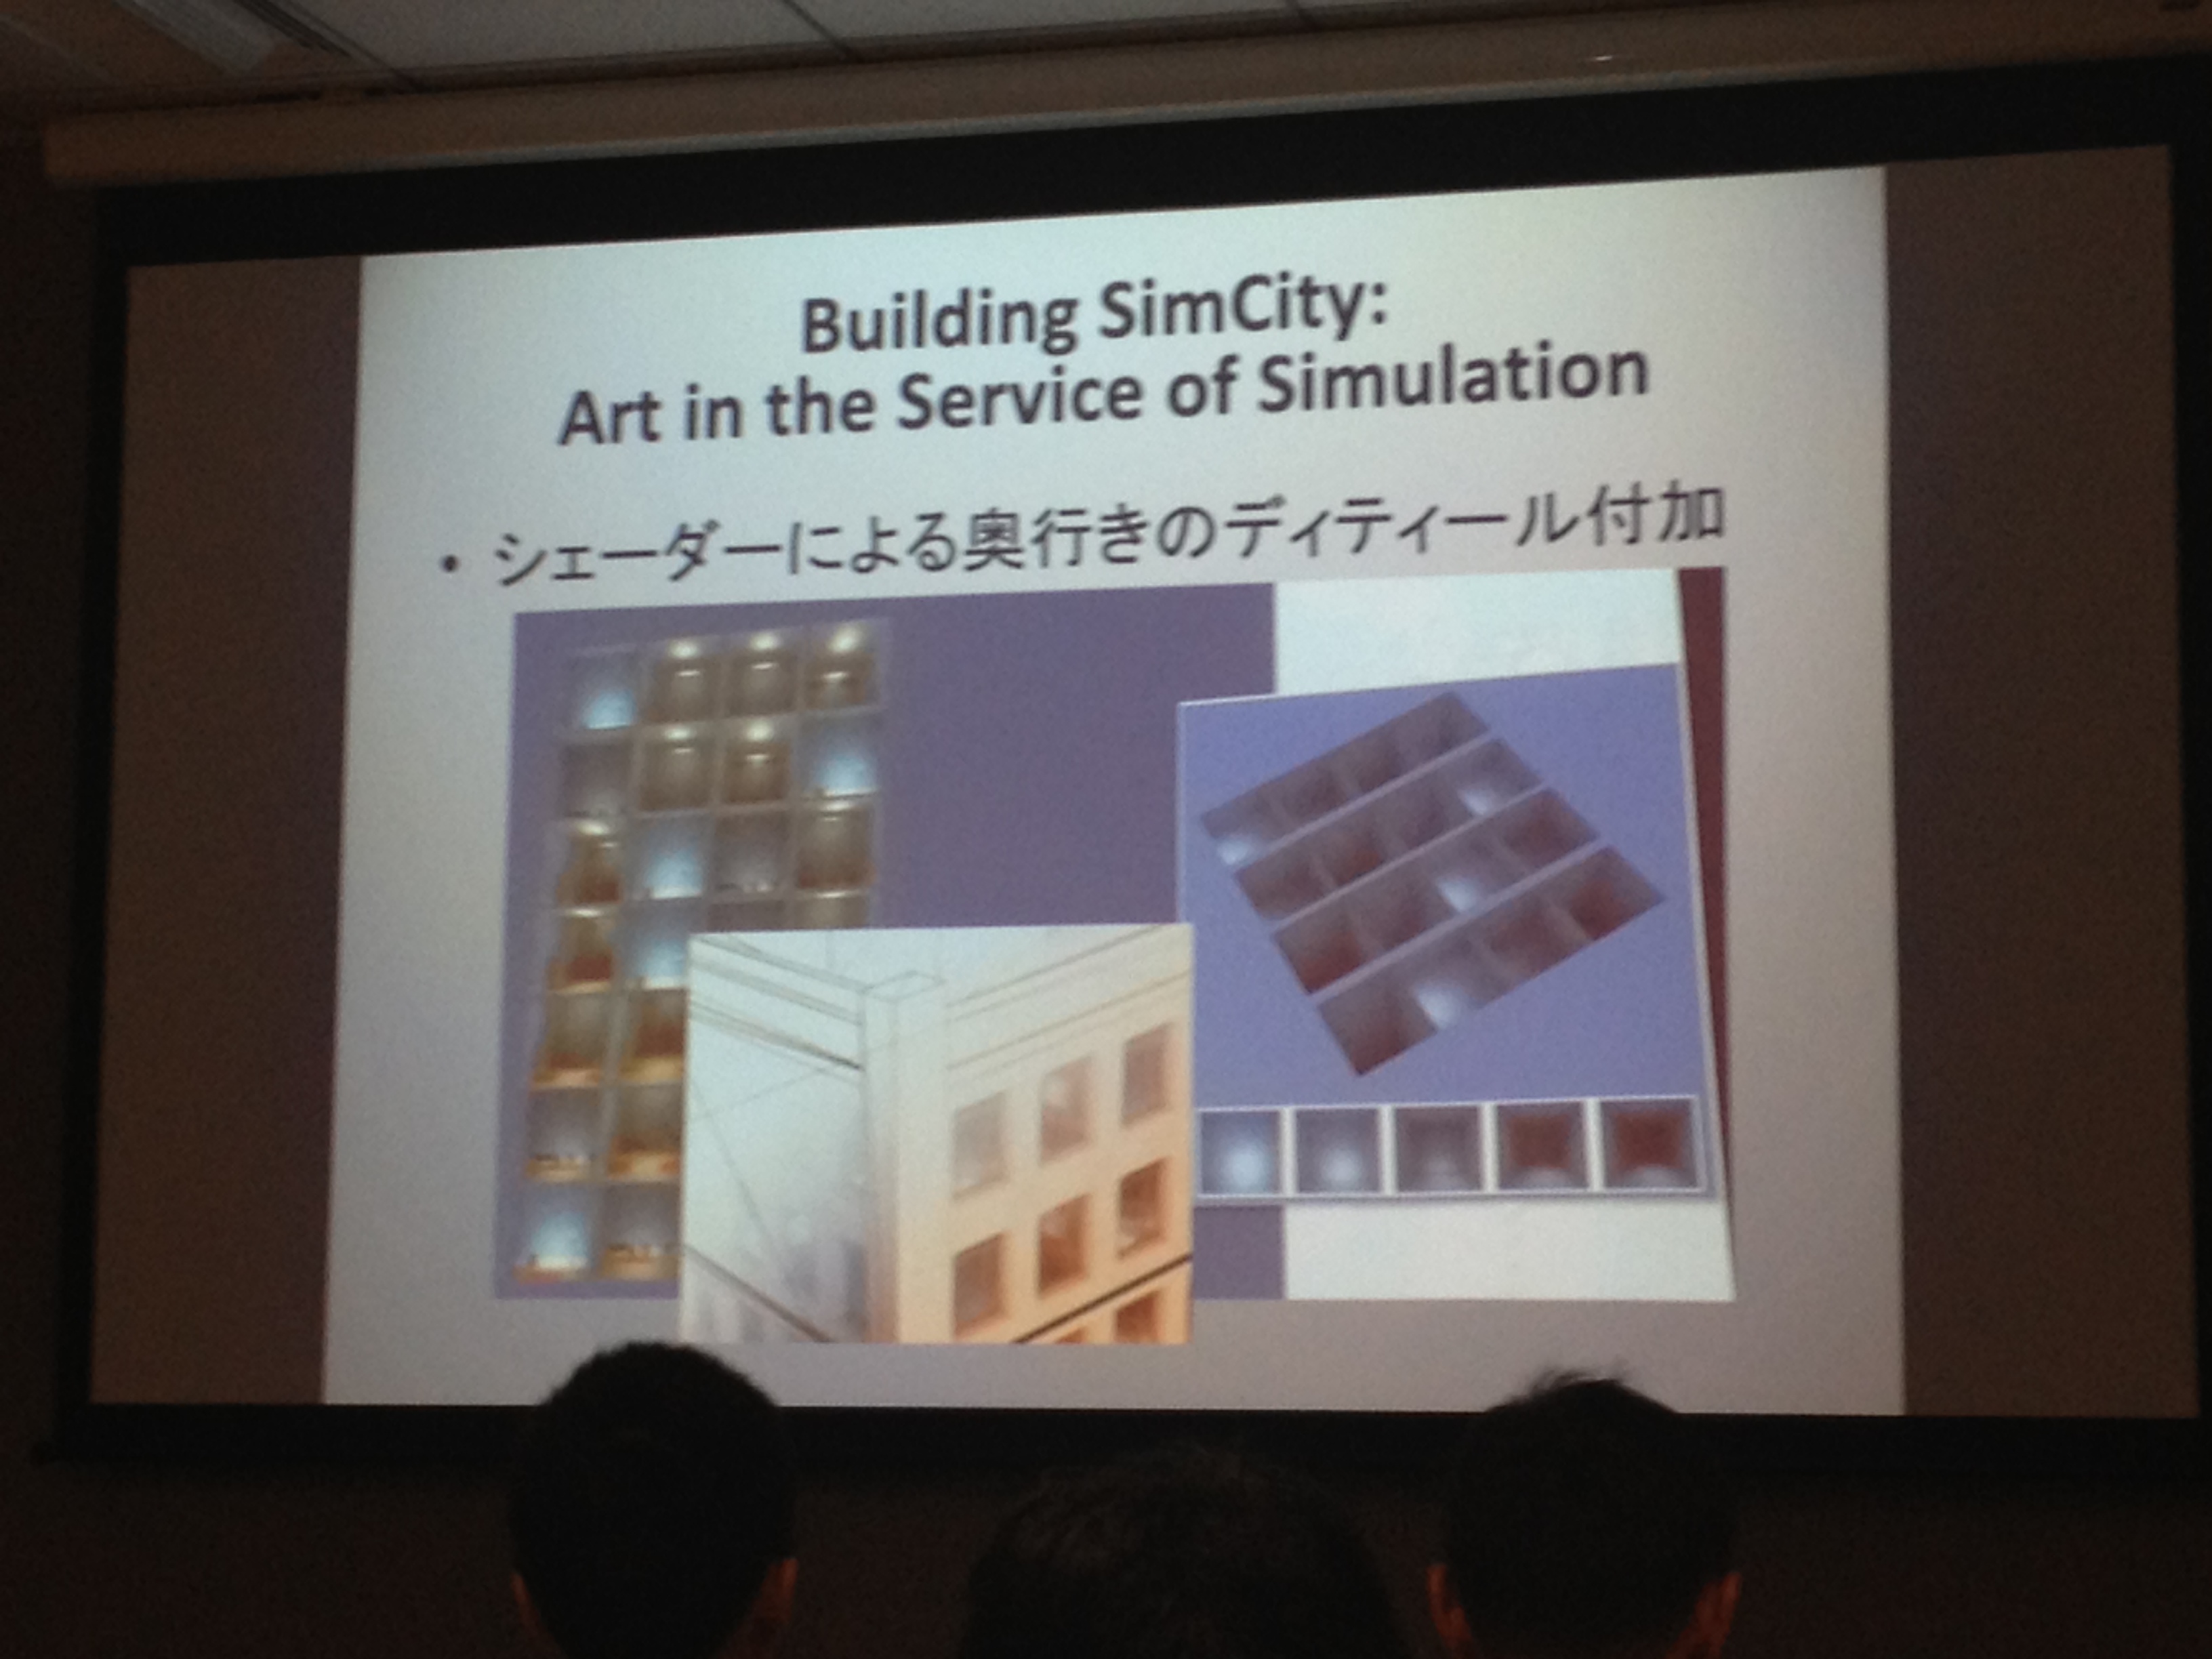 Building SimCity:
Art in the Service of Simulation
• シェーダーによる奥行きのディティール付加